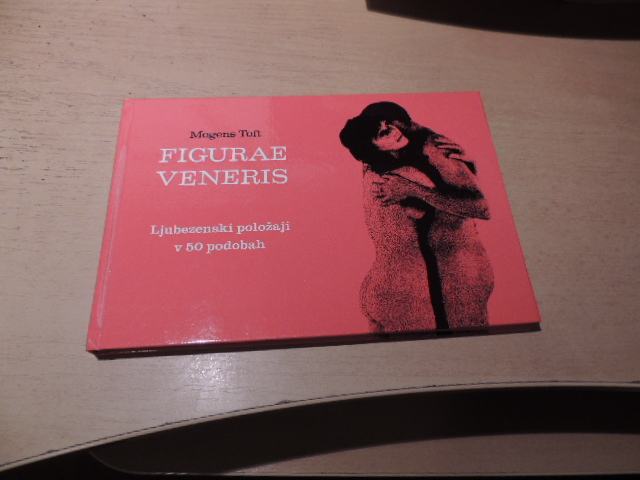 Mogens Toft
FIGURAE
VENERIS
Ljubezenski položaji
v 50 podobah